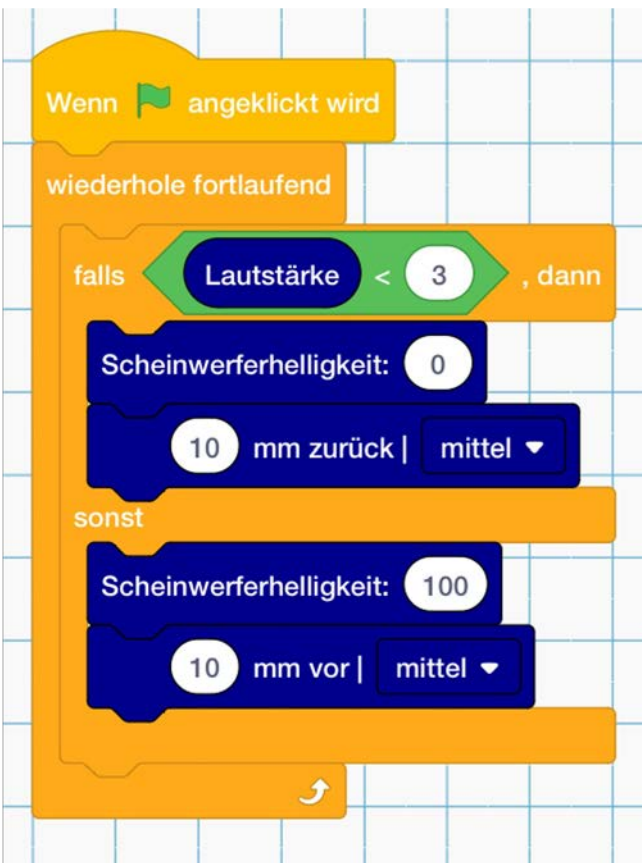 Wenn angeklickt wird
wiederhole fortlaufend
falls Lautstärke < 3 , dann
Scheinwerferhelligkeit: 0
10 mm zurück | mittel
sonst
Scheinwerferhelligkeit: 100
10 mm vor | mittel